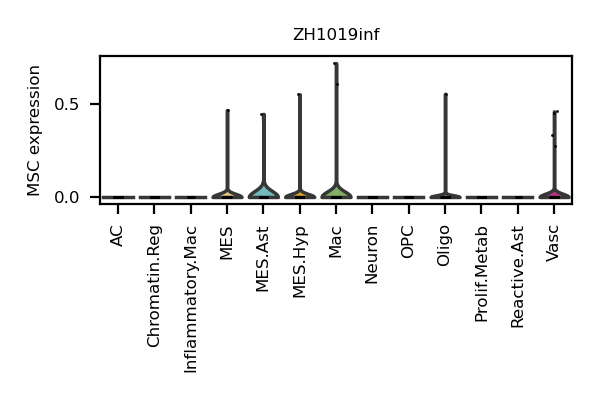 ZH1019inf
MSC expression
0.5
0.0
AC
Chromatin.Reg
Inflammatory.Mac
MES
MES.Ast
MES.Hyp
Mac
Neuron
OPC
Oligo
Prolif.Metab
Reactive.Ast
Vasc